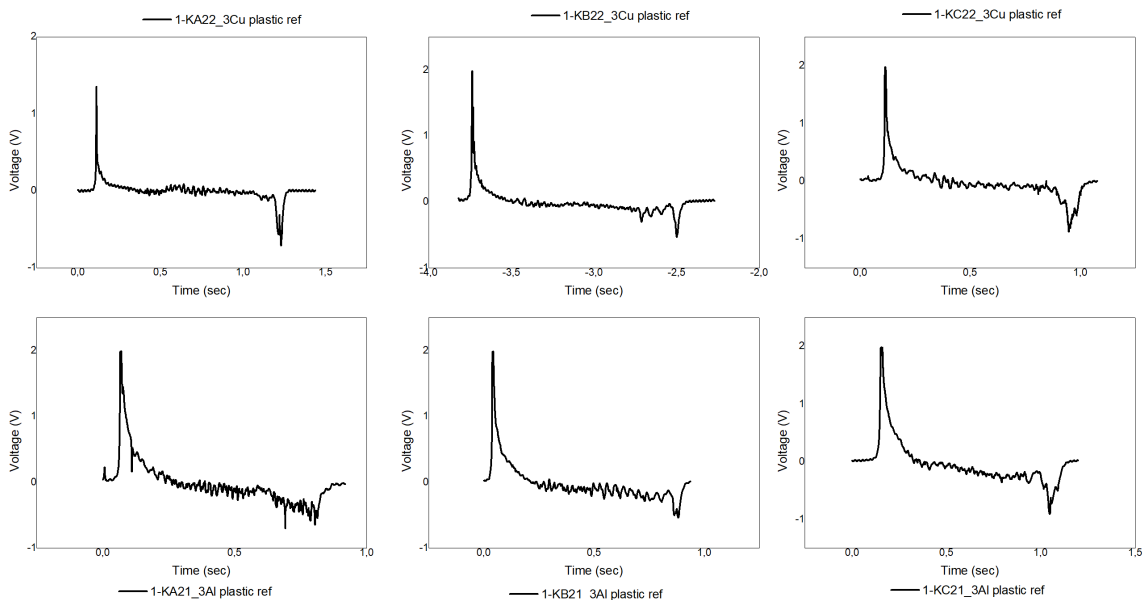 1-KA22_3Cu plastic ref
1-KB22_3Cu plastic ref
1-KC22_3Cu plastic ref
Voltage (V)
2
1
0
-1
0,0 0,5 1,0 1,5
Time (sec)
Voltage (V)
2
1
0
-1
-4,0 -3,5 -3,0 -2,5 -2,0
Time (sec)
Voltage (V)
2
1
0
-1
0,0 0,5 1,0
Time (sec)
Voltage (V)
2
1
0
-1
0,0 0,5 1,0
Time (sec)
Voltage (V)
2
1
0
-1
0,0 0,5 1,0
Time (sec)
Voltage (V)
2
1
0
-1
0,0 0,5 1,0 1,5
Time (sec)
1-KA21_3Al plastic ref
1-KB21_3Al plastic ref
1-KC21_3Al plastic ref